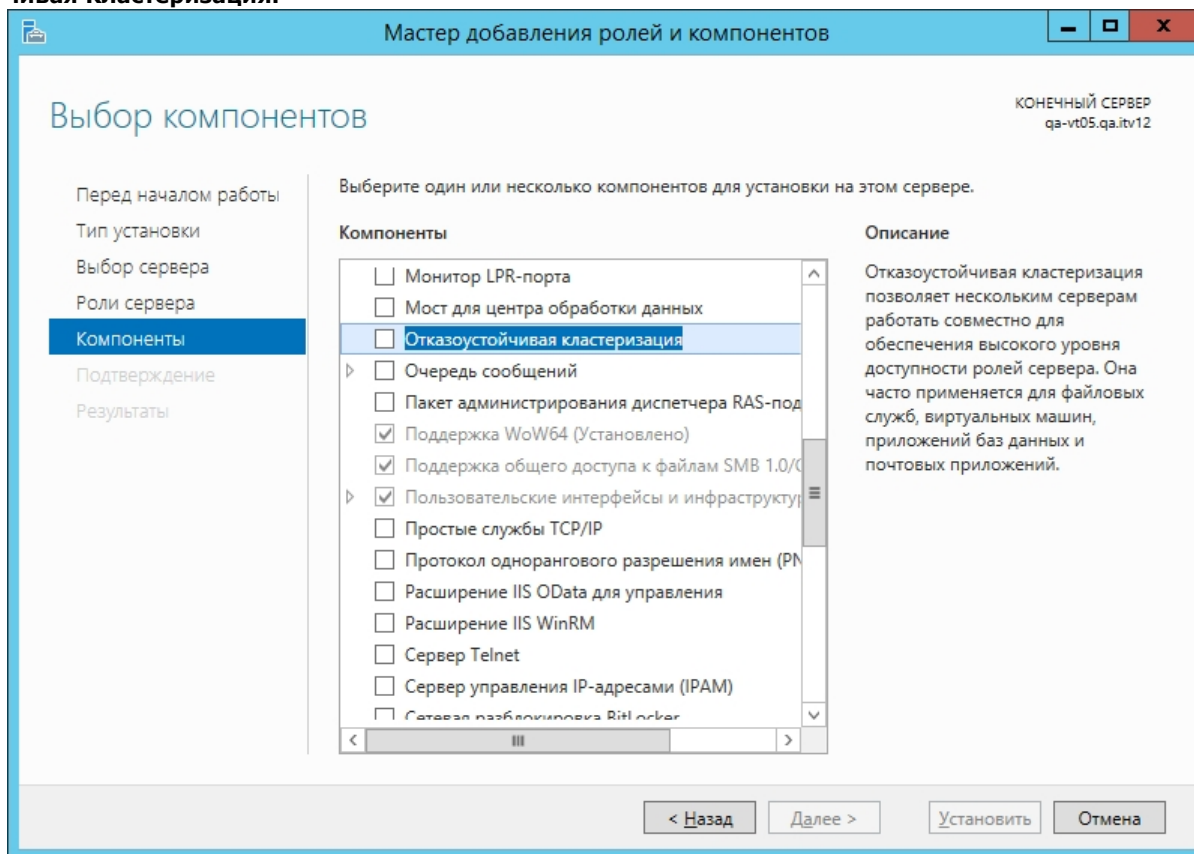 чивая кластеризация.
Мастер добавления ролей и компонентов
Выбор компонентов
КОНЕЧНЫЙ СЕРВЕР
qa-vt05.qa.itv12
Перед началом работы
Тип установки
Выбор сервера
Роли сервера
Компоненты
Подтверждение
Результаты
Выберите один или несколько компонентов для установки на этом сервере.
Компоненты
Монитор LPR-порта
Мост для центра обработки данных
Отказоустойчивая кластеризация
Очередь сообщений
Пакет администрирования диспетчера RAS-под
Поддержка WoW64 (Установлено)
Поддержка общего доступа к файлам SMB 1.0/C
Пользовательские интерфейсы и инфраструктур
Простые службы TCP/IP
Протокол однорангового разрешения имен (PN
Расширение IIS OData для управления
Расширение IIS WinRM
Сервер Telnet
Сервер управления IP-адресами (IPAM)
Сетевая разблокировка BitLocker
Описание
Отказоустойчивая кластеризация
позволяет нескольким серверам
работать совместно для
обеспечения высокого уровня
доступности ролей сервера. Она
часто применяется для файловых
служб, виртуальных машин,
приложений баз данных и
почтовых приложений.
< Назад
Далее >
Установить
Отмена